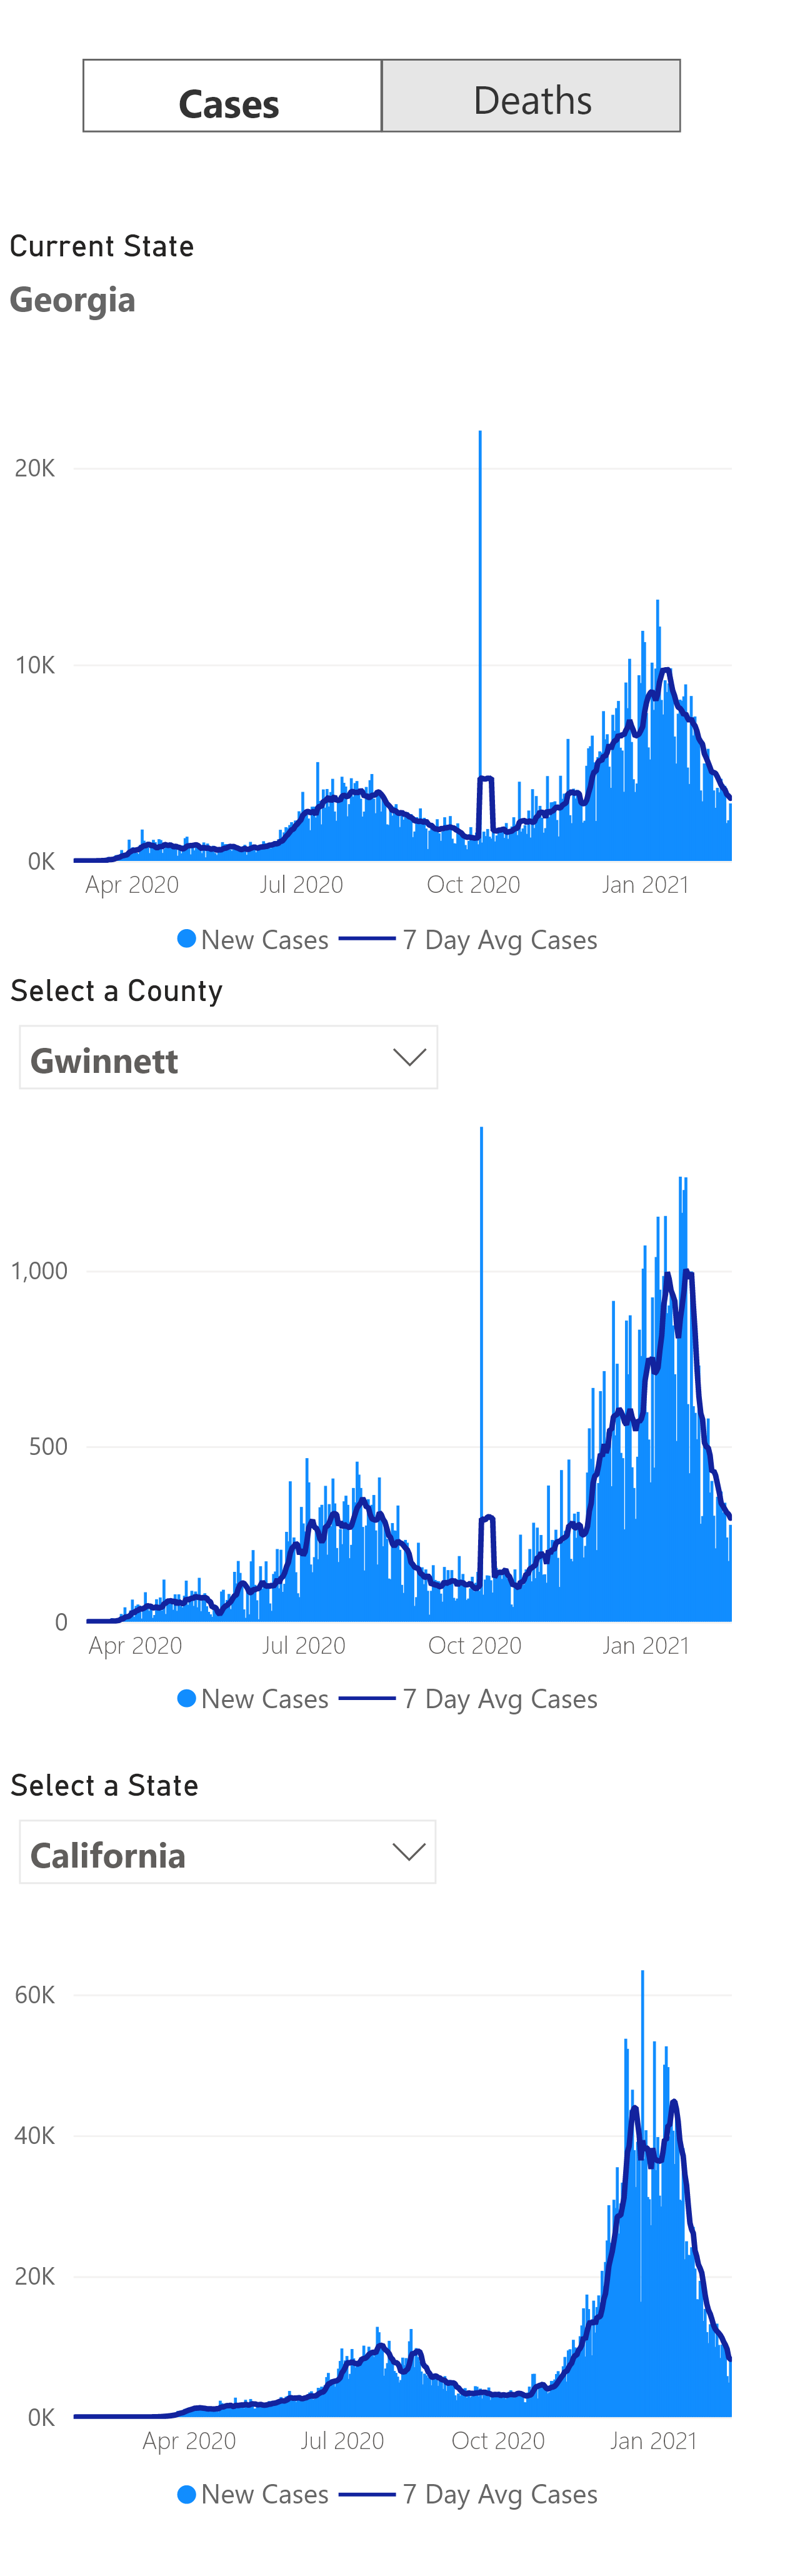 Cases Deaths
Current State
Georgia
20K
10K
0K
Apr 2020 Jul 2020 Oct 2020 Jan 2021
New Cases 7 Day Avg Cases
Select a County
Gwinnett
1,000
500
0
Apr 2020 Jul 2020 Oct 2020 Jan 2021
New Cases 7 Day Avg Cases
Select a State
California
60K
40K
20K
0K
Apr 2020 Jul 2020 Oct 2020 Jan 2021
New Cases 7 Day Avg Cases